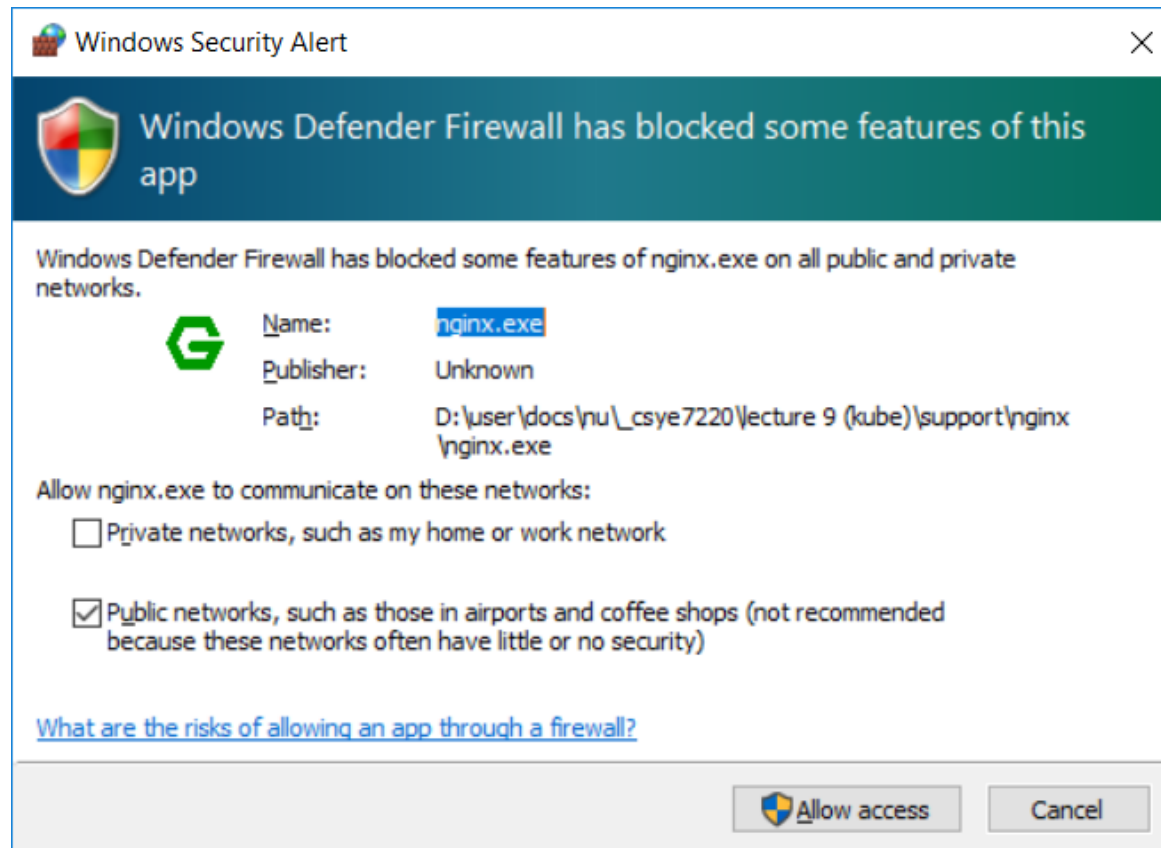 Windows Security Alert
Windows Defender Firewall has blocked some features of this
app
Windows Defender Firewall has blocked some features of nginx.exe on all public and private
networks.
Name: nginx.exe
Publisher: Unknown
Path: D:\user\docs\nu\_csye7220\lecture 9 (kube)\support\nginx
\nginx.exe
Allow nginx.exe to communicate on these networks:
Private networks, such as my home or work network
Public networks, such as those in airports and coffee shops (not recommended
because these networks often have little or no security)
What are the risks of allowing an app through a firewall?
Allow access Cancel